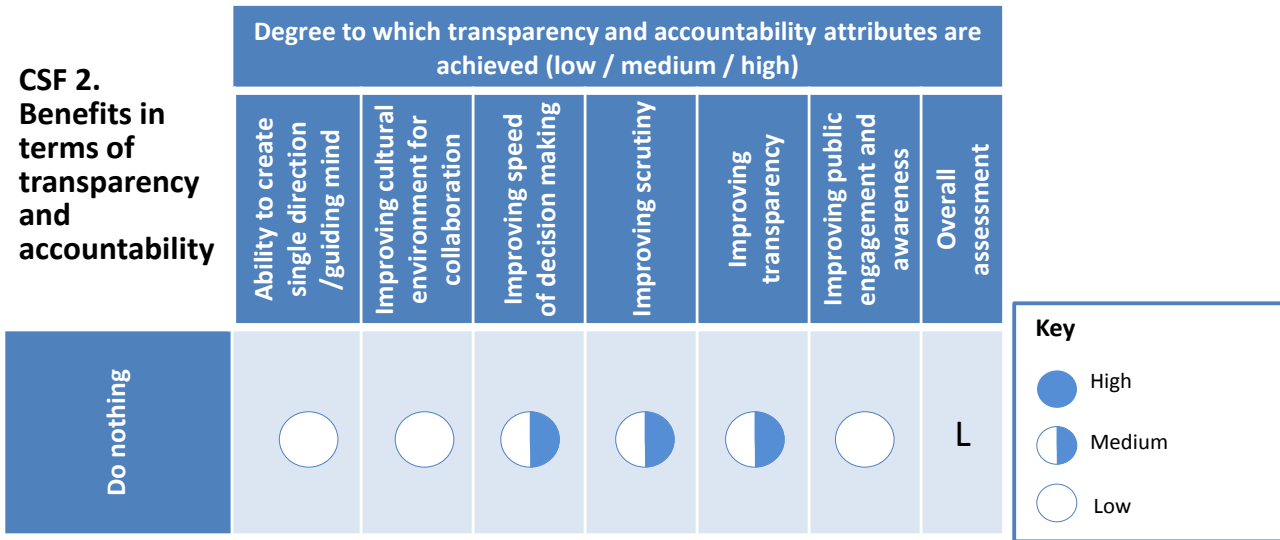 CSF 2.
Benefits in
terms of
transparency
and
accountability
Degree to which transparency and accountability attributes are
achieved (low / medium / high)
Ability to create
single direction
/guiding mind
Improving cultural
environment for
collaboration
Improving speed
of decision making
Improving scrutiny
Improving
transparency
Improving public
engagement and
awareness
Overall
assessment
Do nothing
L
Key
High
Medium
Low